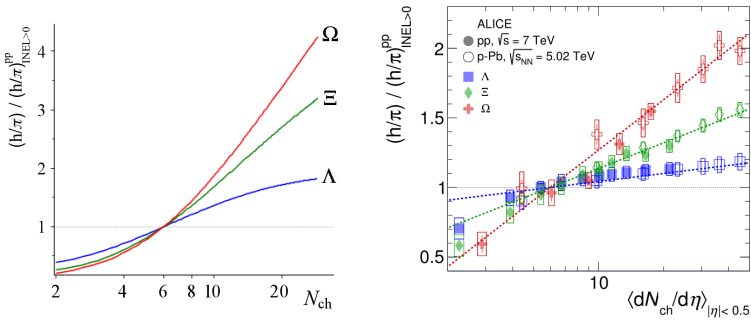 (h/π) / (h/π)^pp_INEL>0
4
3
2
1
Ω
Ξ
Λ
2
4
6
8
10
20
N_ch
(h/π) / (h/π)^pp_INEL>0
2
1.5
1
0.5
ALICE
pp, √s = 7 TeV
p-Pb, √s_NN = 5.02 TeV
Λ
Ξ
Ω
10
⟨dN_ch/dη⟩_|η|< 0.5